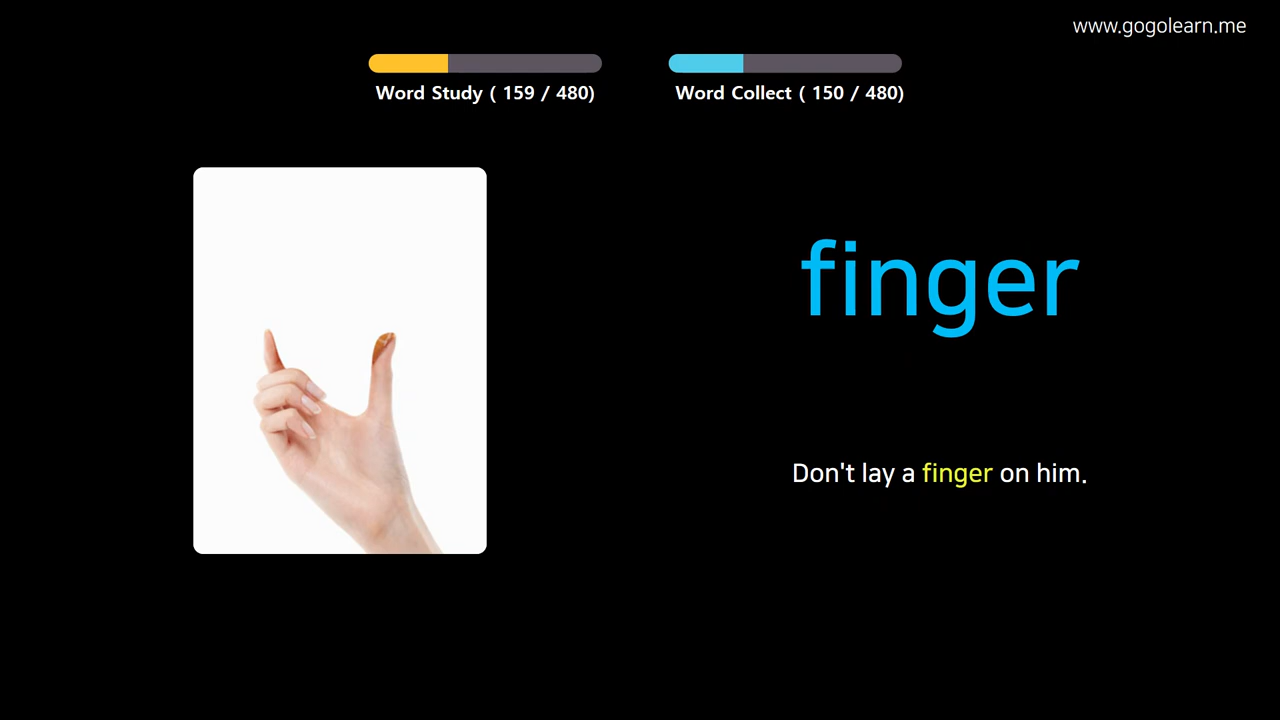 www.gogolearn.me
Word Study ( 159 / 480)
Word Collect ( 150 / 480)
finger
Don't lay a finger on him.